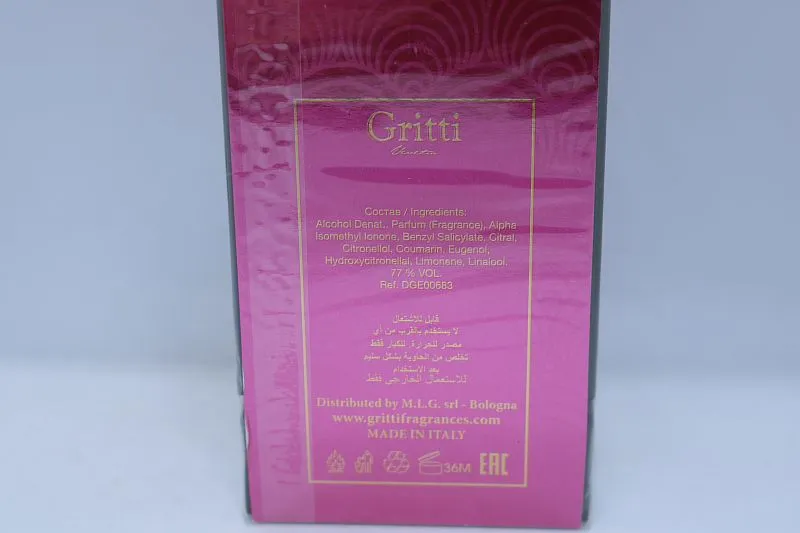 Gritti
Venetia
Состав / Ingredients:
Alcohol Denat., Parfum (Fragrance), Alpha
Isomethyl Ionone, Benzyl Salicylate, Citral,
Citronellol, Coumarin, Eugenol,
Hydroxycitronellal, Limonene, Linalool.
77 % VOL.
Ref. DGE00683
قابل للاشتعال
لا يستخدم بالقرب من أي
مصدر للحرارة. للكبار فقط
تخلص من الحاوية بشكل سليم
بعد الاستخدام
للاستعمال الخارجي فقط
Distributed by M.L.G. srl - Bologna
www.grittifragrances.com
MADE IN ITALY
36M EAC